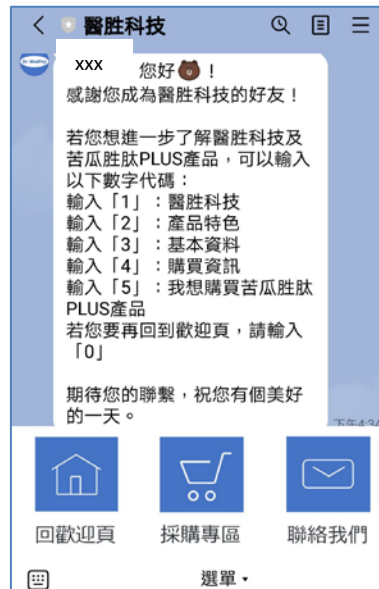 醫胜科技
xxx
您好！
感謝您成為醫胜科技的好友！
若您想進一步了解醫胜科技及
苦瓜胜肽PLUS產品，可以輸入
以下數字代碼：
輸入「1」：醫胜科技
輸入「2」：產品特色
輸入「3」：基本資料
輸入「4」：購買資訊
輸入「5」：我想購買苦瓜胜肽
PLUS產品
若您要再回到歡迎頁，請輸入
「0」
期待您的聯繫，祝您有個美好
的一天。
下午4:34
回歡迎頁
採購專區
聯絡我們
選單